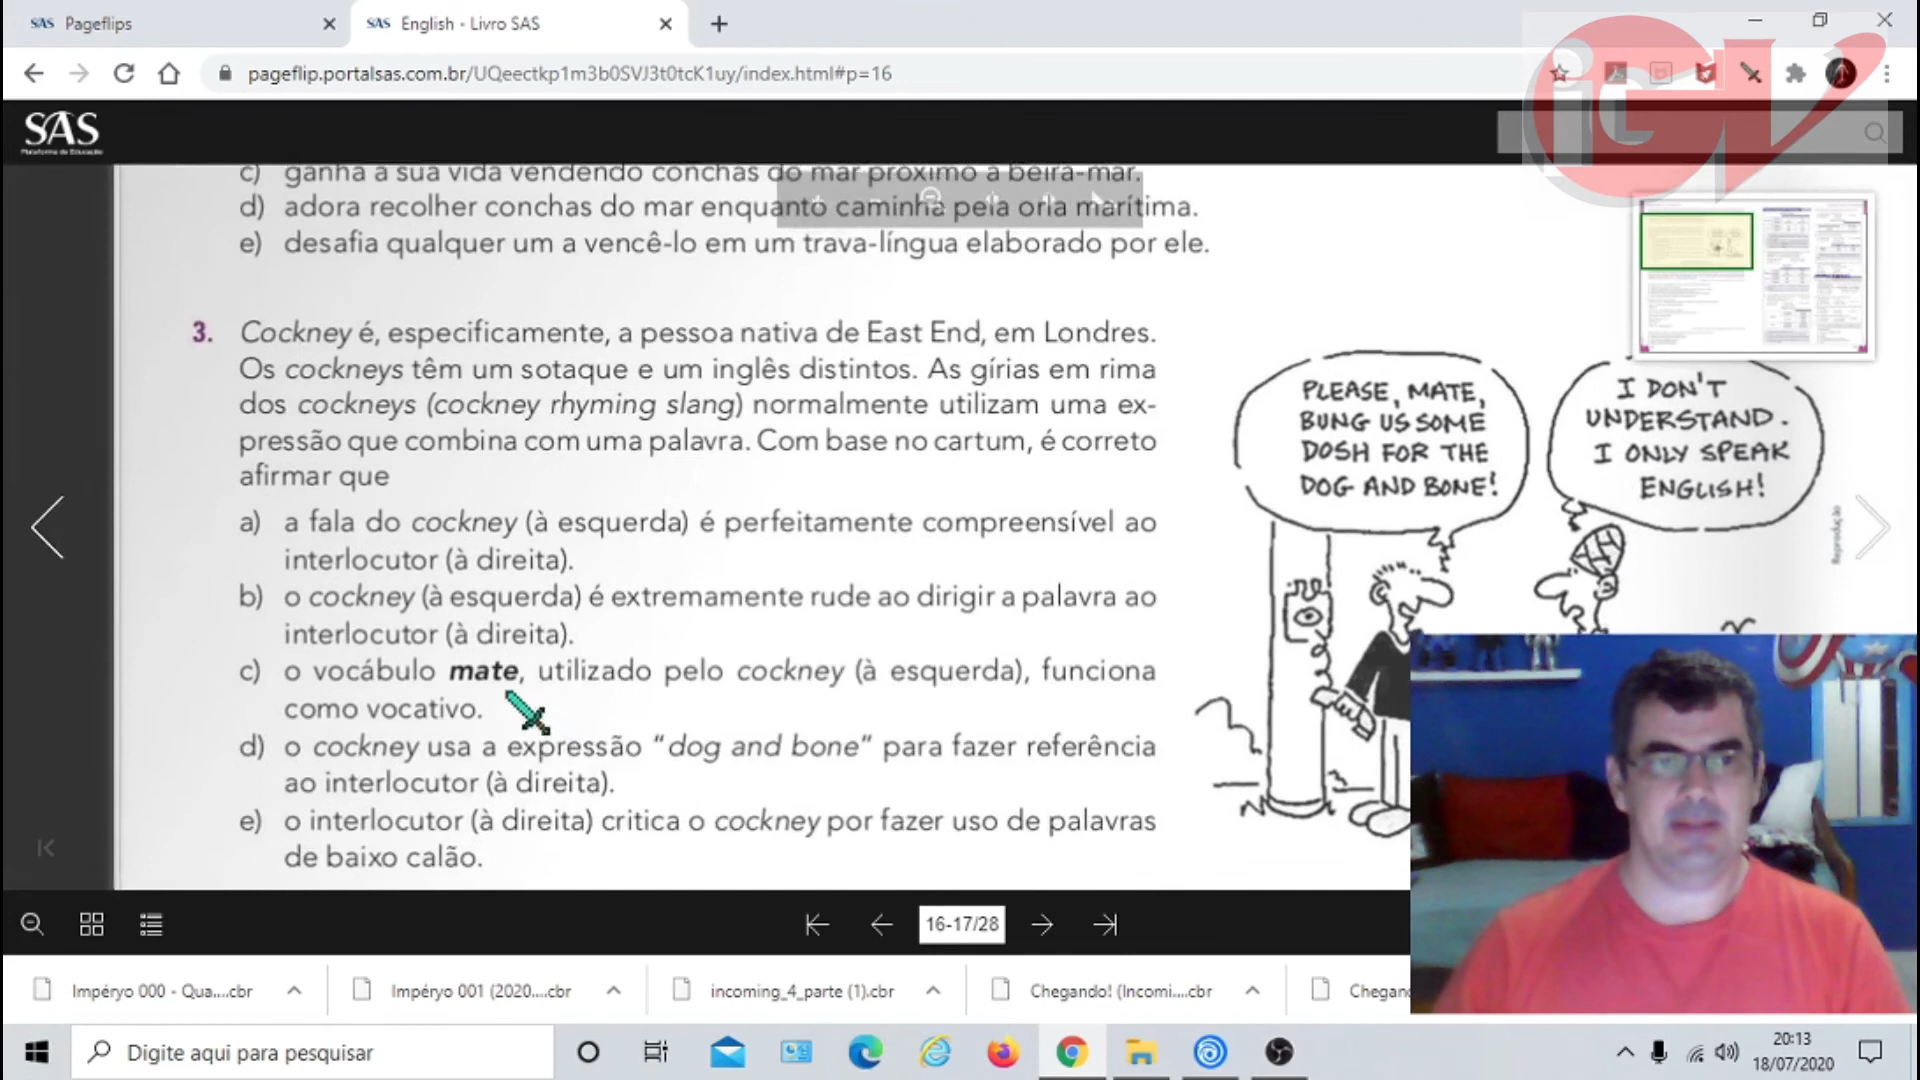 SAS Pageflips
SAS English - Livro SAS
pageflip.portalsas.com.br/UQeectkp1m3b0SVJ3t0tcK1uy/index.html#p=16
iGV
SAS
Plataforma de Educação
c) ganha a sua vida vendendo conchas do mar próximo à beira-mar.
d) adora recolher conchas do mar enquanto caminha pela orla marítima.
e) desafia qualquer um a vencê-lo em um trava-língua elaborado por ele.
3. Cockney é, especificamente, a pessoa nativa de East End, em Londres.
Os cockneys têm um sotaque e um inglês distintos. As gírias em rima
dos cockneys (cockney rhyming slang) normalmente utilizam uma ex-
pressão que combina com uma palavra. Com base no cartum, é correto
afirmar que
a) a fala do cockney (à esquerda) é perfeitamente compreensível ao
interlocutor (à direita).
b) o cockney (à esquerda) é extremamente rude ao dirigir a palavra ao
interlocutor (à direita).
c) o vocábulo mate, utilizado pelo cockney (à esquerda), funciona
como vocativo.
d) o cockney usa a expressão “dog and bone” para fazer referência
ao interlocutor (à direita).
e) o interlocutor (à direita) critica o cockney por fazer uso de palavras
de baixo calão.
PLEASE, MATE,
BUNG US SOME
DOSH FOR THE
DOG AND BONE!
I DON'T
UNDERSTAND.
I ONLY SPEAK
ENGLISH!
Reprodução
16-17/28
Impéryo 000 - Qua....cbr
Impéryo 001 (2020....cbr
incoming_4_parte (1).cbr
Chegando! (Incomi....cbr
Chegan
Digite aqui para pesquisar
20:13
18/07/2020